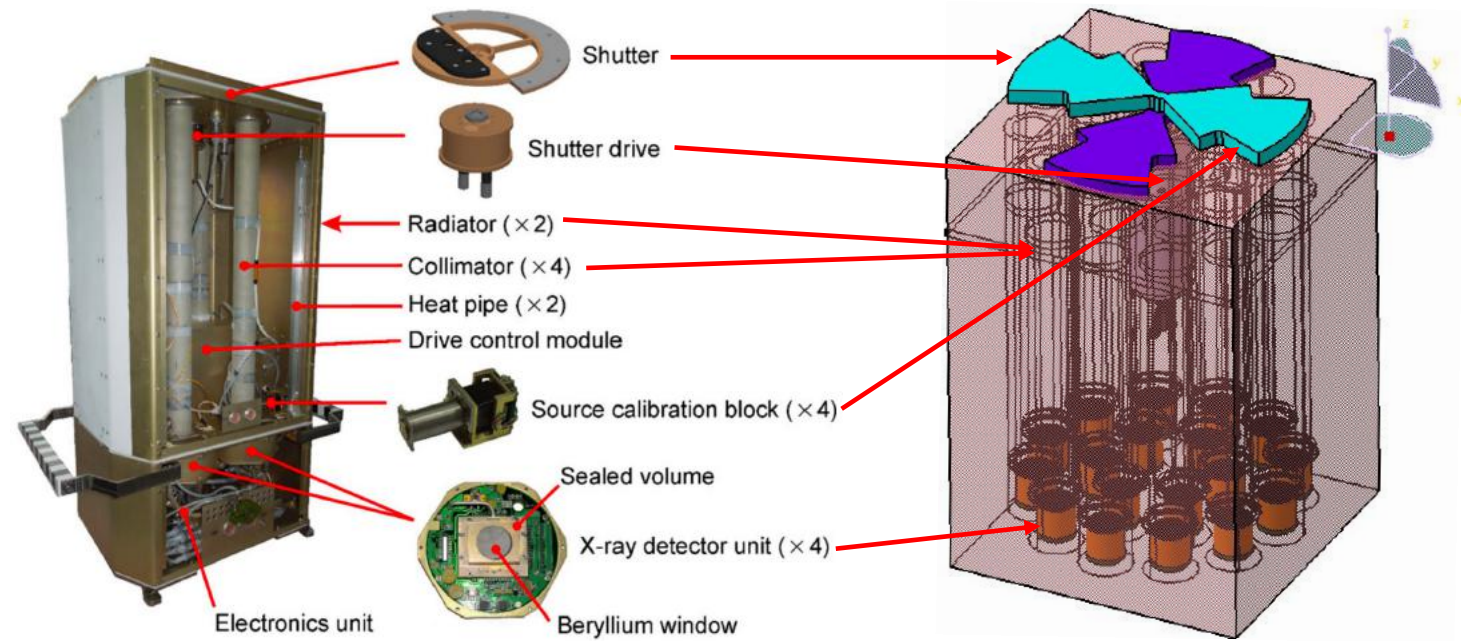 Shutter
Shutter drive
Radiator (×2)
Collimator (×4)
Heat pipe (×2)
Drive control module
Source calibration block (×4)
Sealed volume
X-ray detector unit (×4)
Electronics unit
Beryllium window
z
y
x